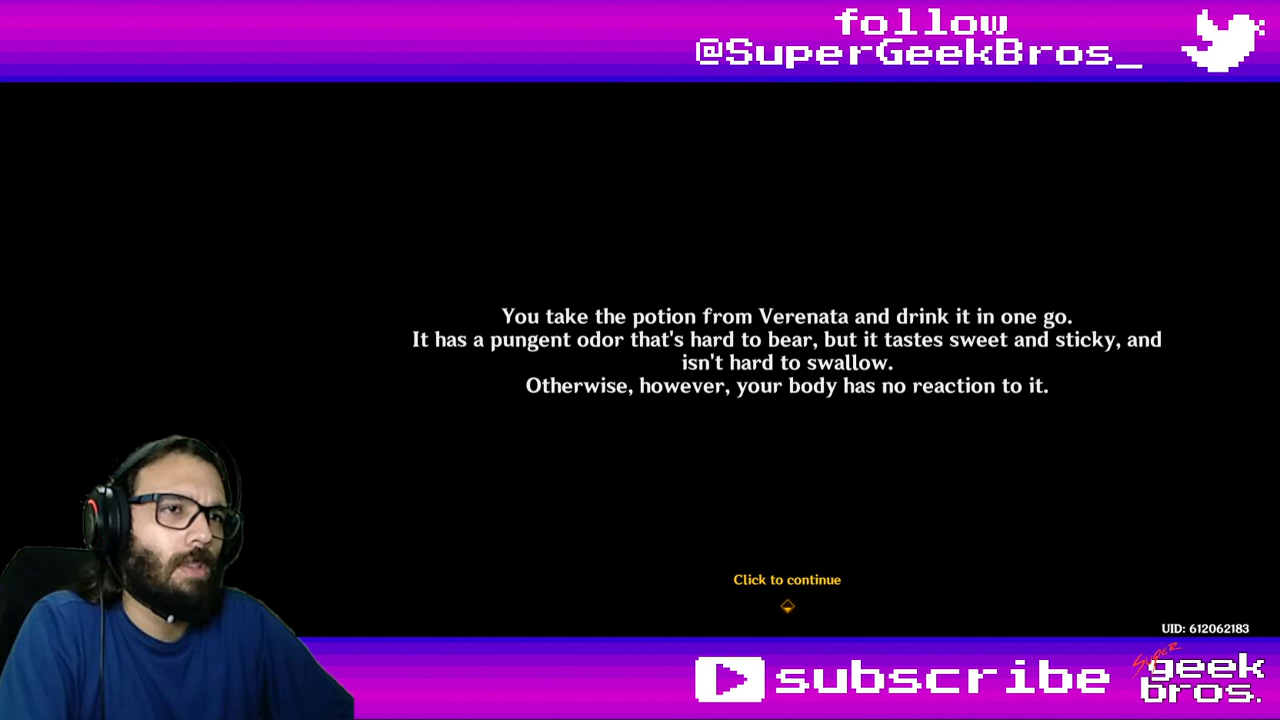 follow
@SuperGeekBros_
You take the potion from Verenata and drink it in one go.
It has a pungent odor that's hard to bear, but it tastes sweet and sticky, and
isn't hard to swallow.
Otherwise, however, your body has no reaction to it.
Click to continue
UID: 612062183
subscribe
SUPER
geek
bros.